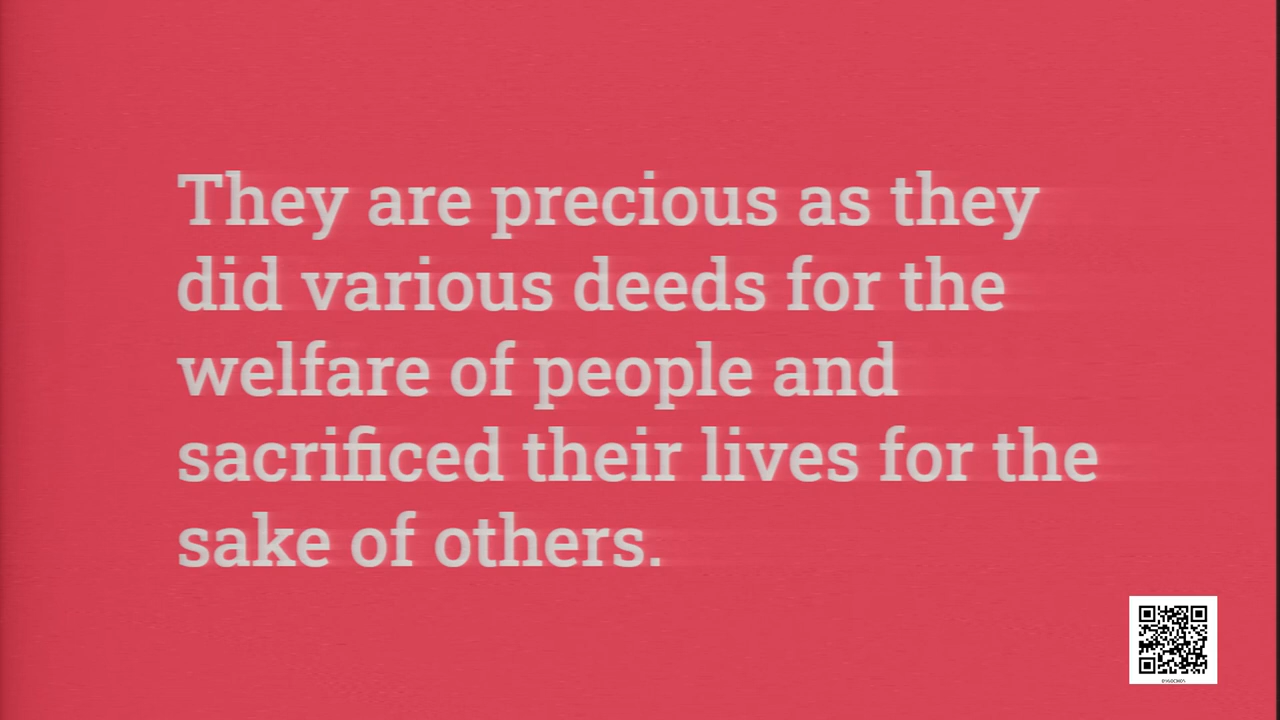 They are precious as they
did various deeds for the
welfare of people and
sacrificed their lives for the
sake of others.